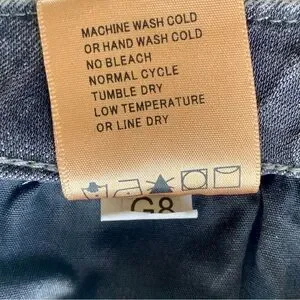 MACHINE WASH COLD
OR HAND WASH COLD
NO BLEACH
NORMAL CYCLE
TUMBLE DRY
LOW TEMPERATURE
OR LINE DRY
G8